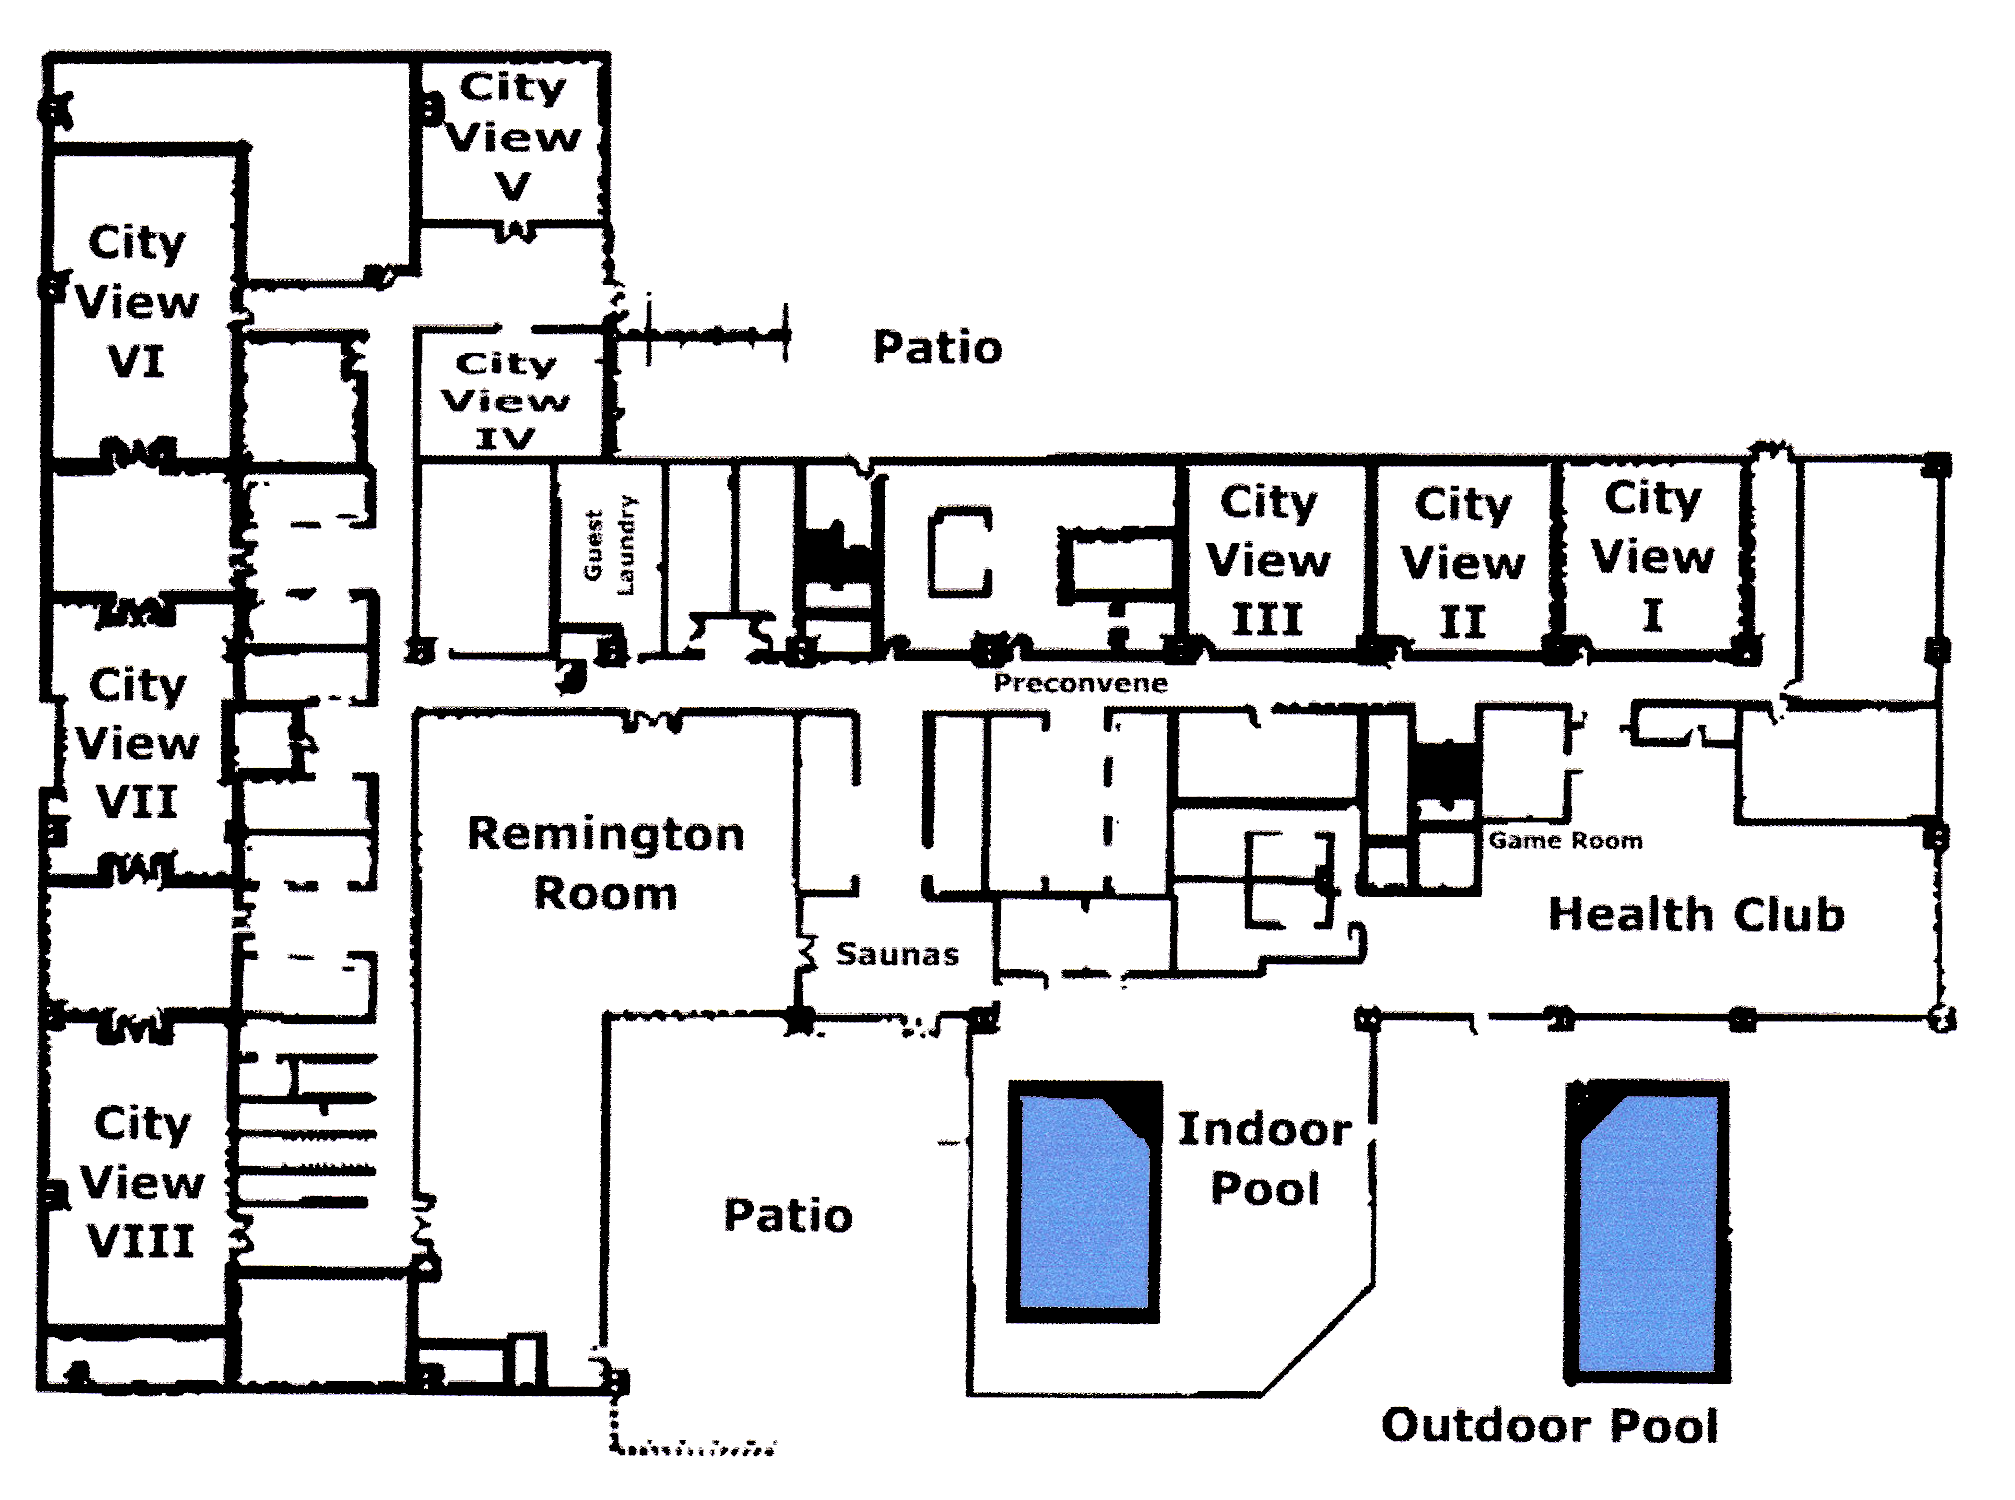 City
View
V
City
View
VI
City
View
IV
Patio
Guest
Laundry
City
View
III
City
View
II
City
View
I
Preconvene
City
View
VII
Remington
Room
Saunas
Game Room
Health Club
City
View
VIII
Patio
Indoor
Pool
Outdoor Pool